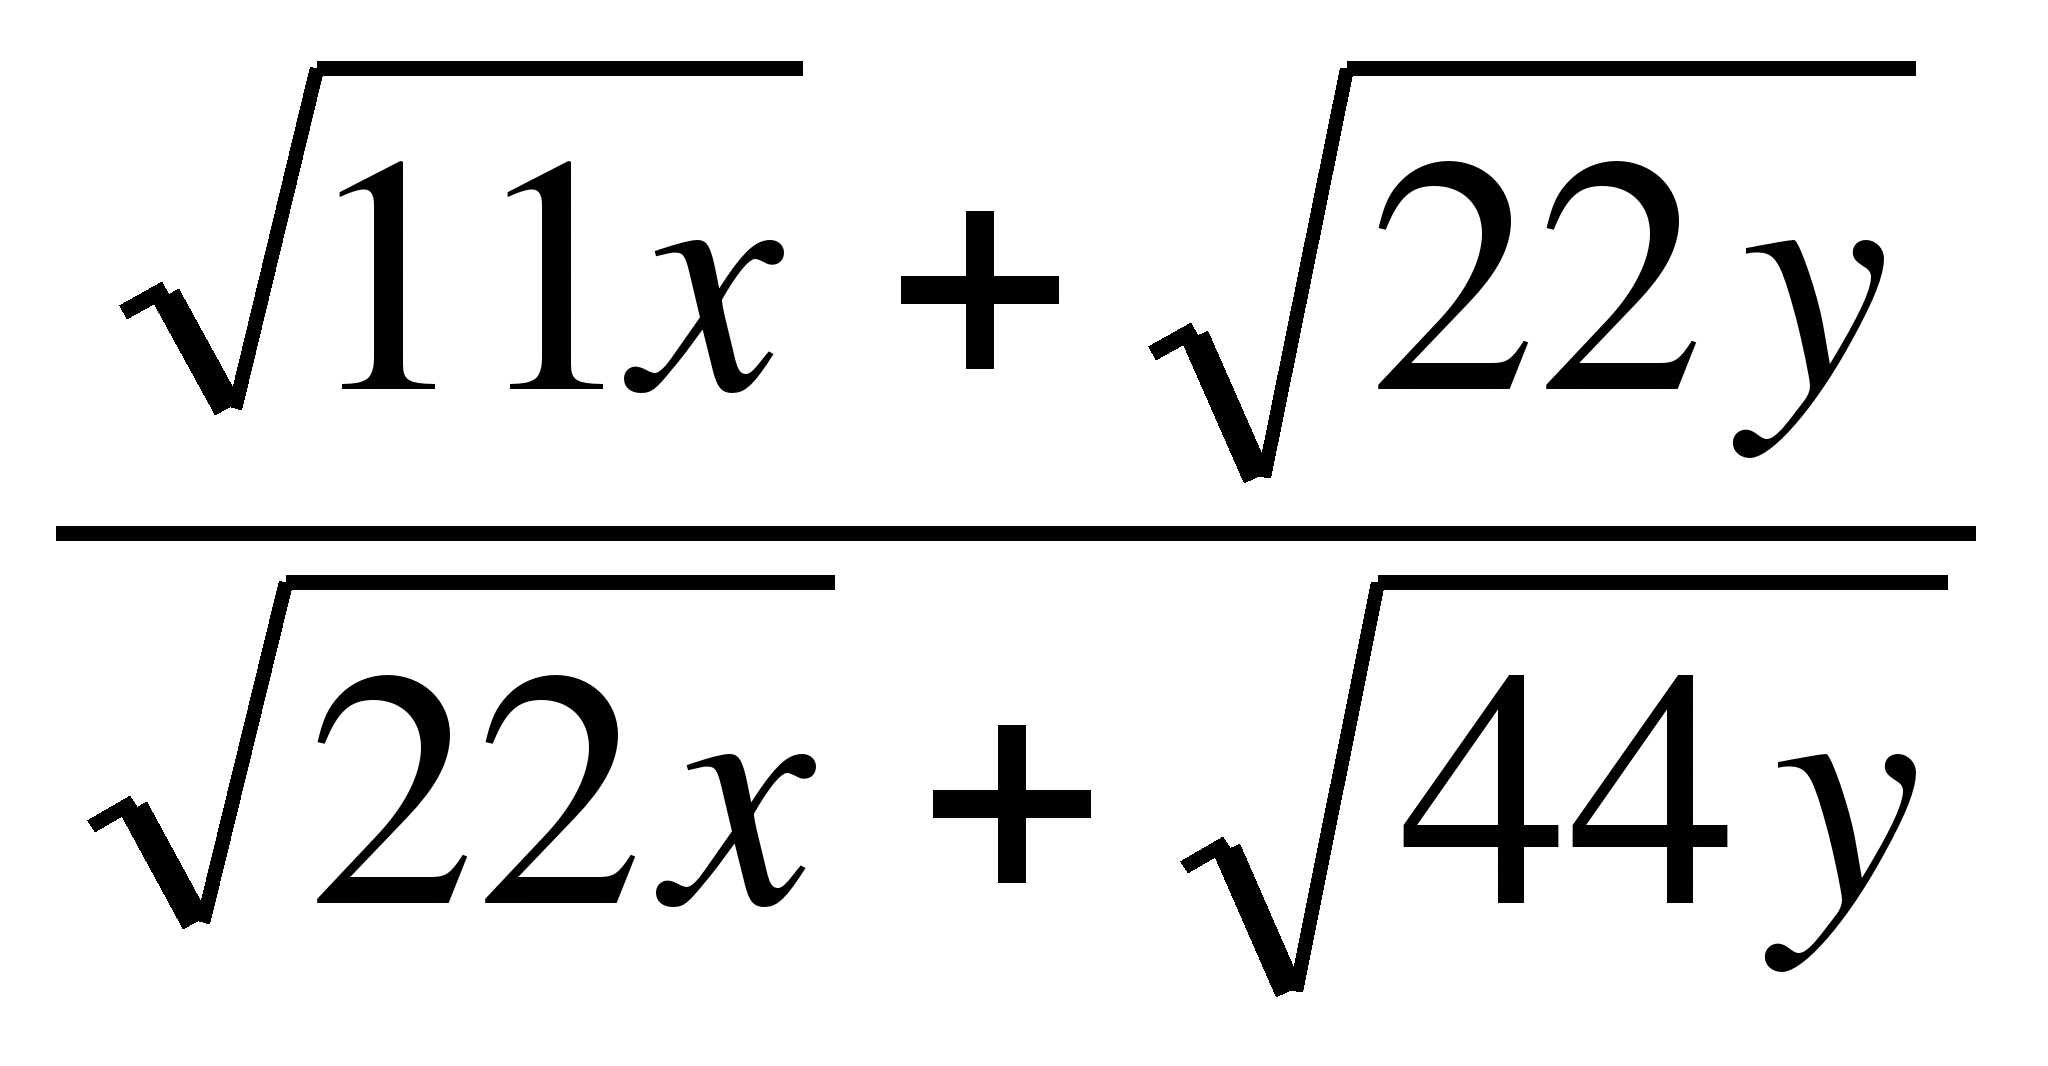 √11x + √22y
√22x + √44y